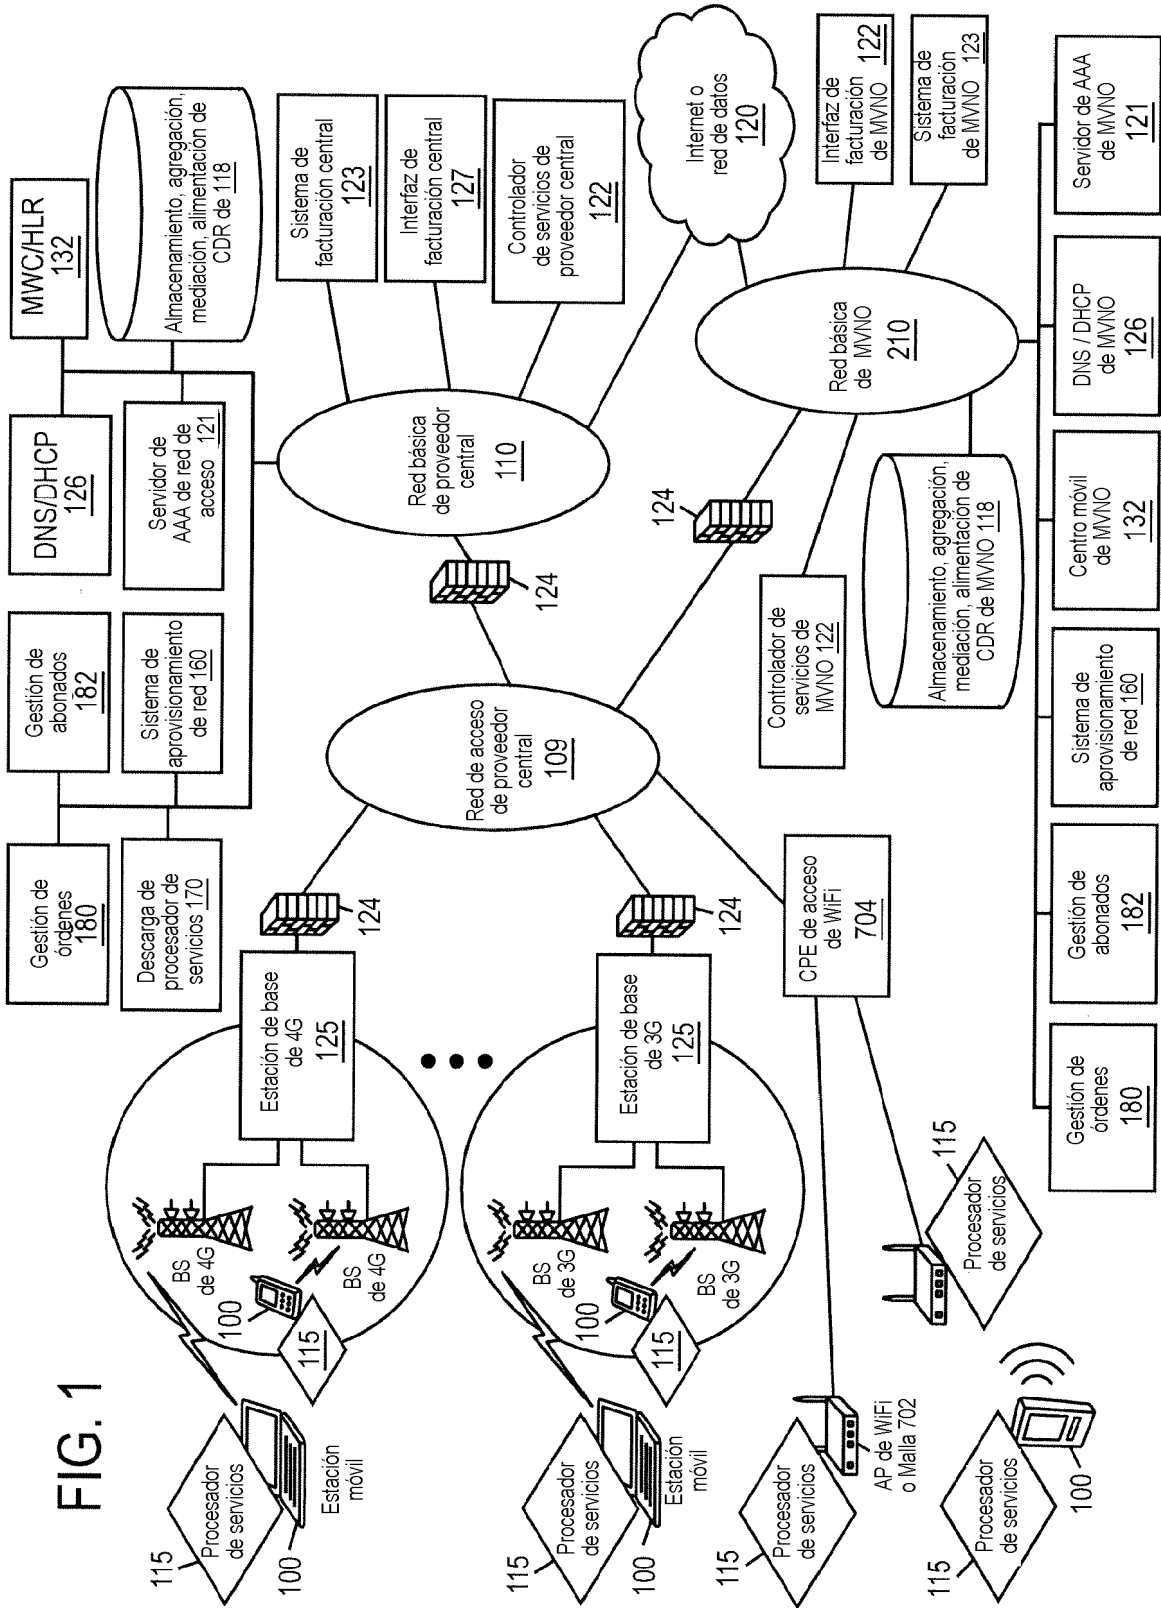 FIG. 1
Gestión de
órdenes
180
Gestión de
abonados
182
DNS/DHCP
126
MWC/HLR
132
Descarga de
procesador de
servicios 170
Sistema de
aprovisionamiento
de red 160
Servidor de
AAA de red de
acceso 121
Almacenamiento, agregación,
mediación, alimentación de
CDR de 118
115
Procesador
de servicios
100
Estación
móvil
BS
de 4G
100
BS
de 4G
115
Estación de base
de 4G
125
124
Sistema de
facturación central
123
Interfaz de
facturación central
127
Controlador
de servicios de
proveedor central
122
Red básica
de proveedor
central
110
124
Red de acceso
de proveedor
central
109
115
Procesador
de servicios
100
Estación
móvil
BS
de 3G
100
BS
de 3G
115
Estación de base
de 3G
125
124
124
Internet o
red de datos
120
115
Procesador
de servicios
AP de WiFi
o Malla 702
CPE de acceso
de WiFi
704
Controlador de
servicios de
MVNO 122
Red básica
de MVNO
210
Interfaz de
facturación 122
de MVNO
Sistema de
facturación
de MVNO 123
115
Procesador
de servicios
100
115
Procesador
de servicios
Almacenamiento, agregación,
mediación, alimentación de
CDR de MVNO 118
Gestión de
órdenes
180
Gestión de
abonados
182
Sistema de
aprovisionamiento
de red 160
Centro móvil
de MVNO
132
DNS / DHCP
de MVNO
126
Servidor de AAA
de MVNO
121